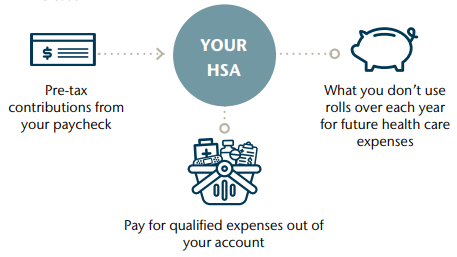 YOUR
HSA
Pre-tax
contributions from
your paycheck
What you don't use
rolls over each year
for future health care
expenses
Pay for qualified expenses out of
your account